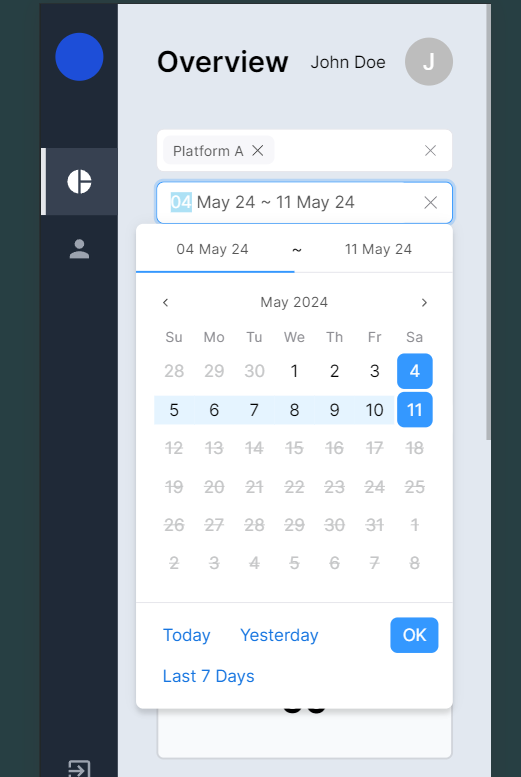 Overview John Doe J
Platform A
04 May 24 ~ 11 May 24
04 May 24 ~ 11 May 24
May 2024
Su Mo Tu We Th Fr Sa
28 29 30 1 2 3 4
5 6 7 8 9 10 11
12 13 14 15 16 17 18
19 20 21 22 23 24 25
26 27 28 29 30 31 1
2 3 4 5 6 7 8
Today Yesterday OK
Last 7 Days